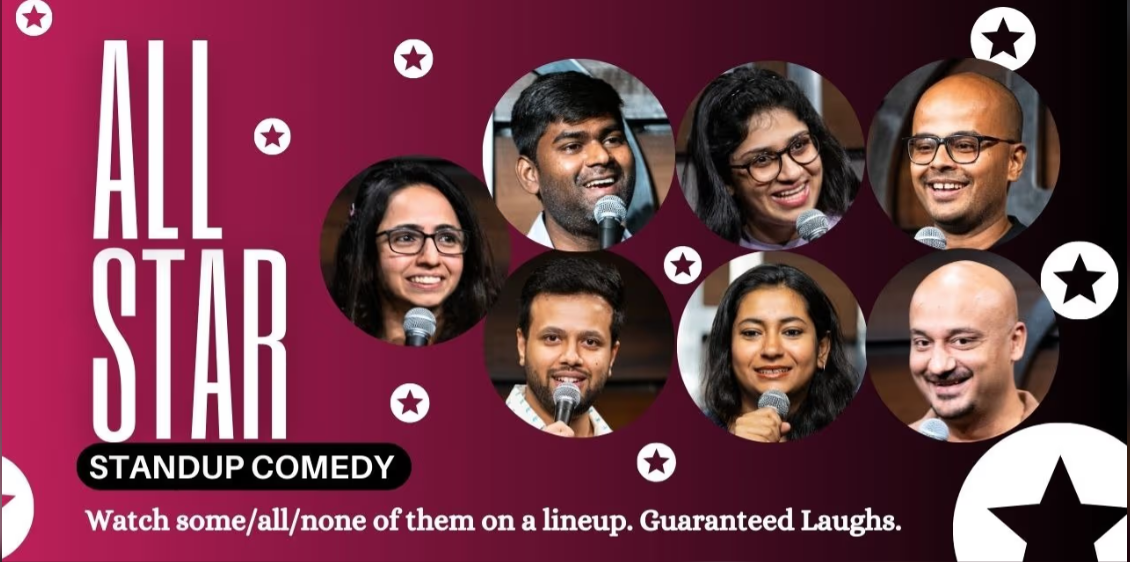 ALL
STAR
STANDUP COMEDY
Watch some/all/none of them on a lineup. Guaranteed Laughs.